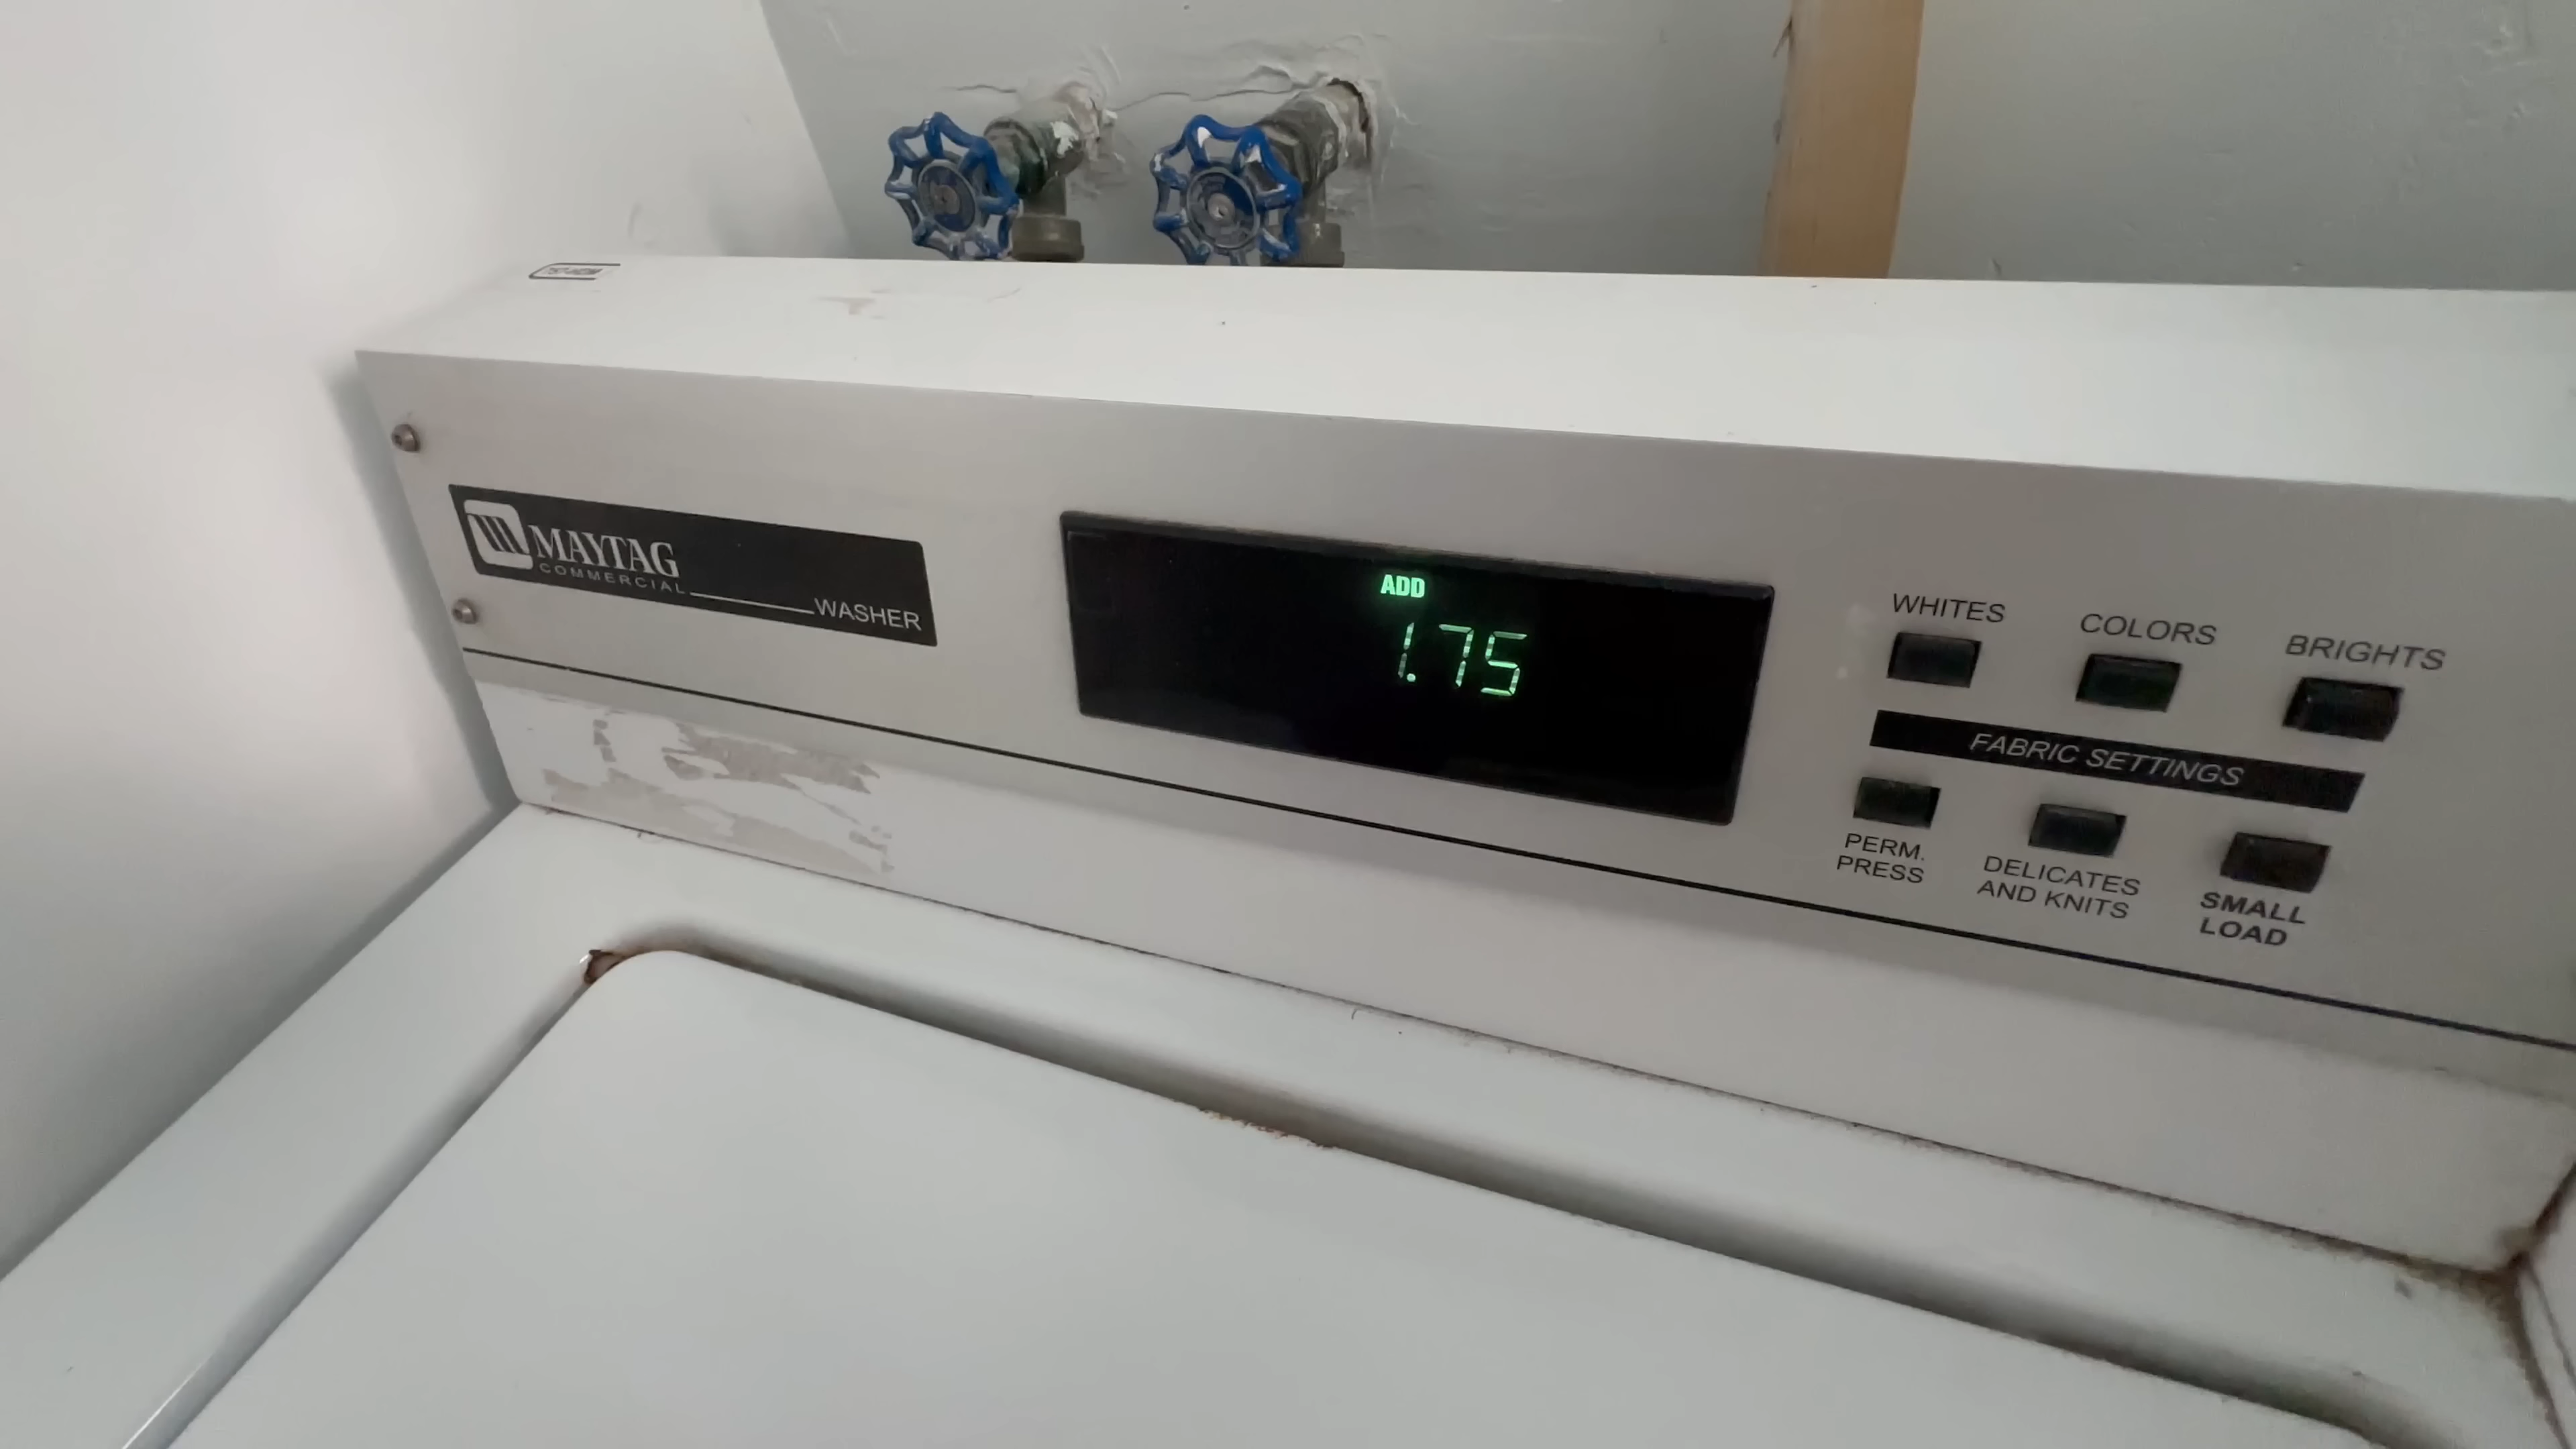 MAYTAG
COMMERCIAL
WASHER
ADD
1.75
WHITES
COLORS
BRIGHTS
FABRIC SETTINGS
PERM.
PRESS
DELICATES
AND KNITS
SMALL
LOAD